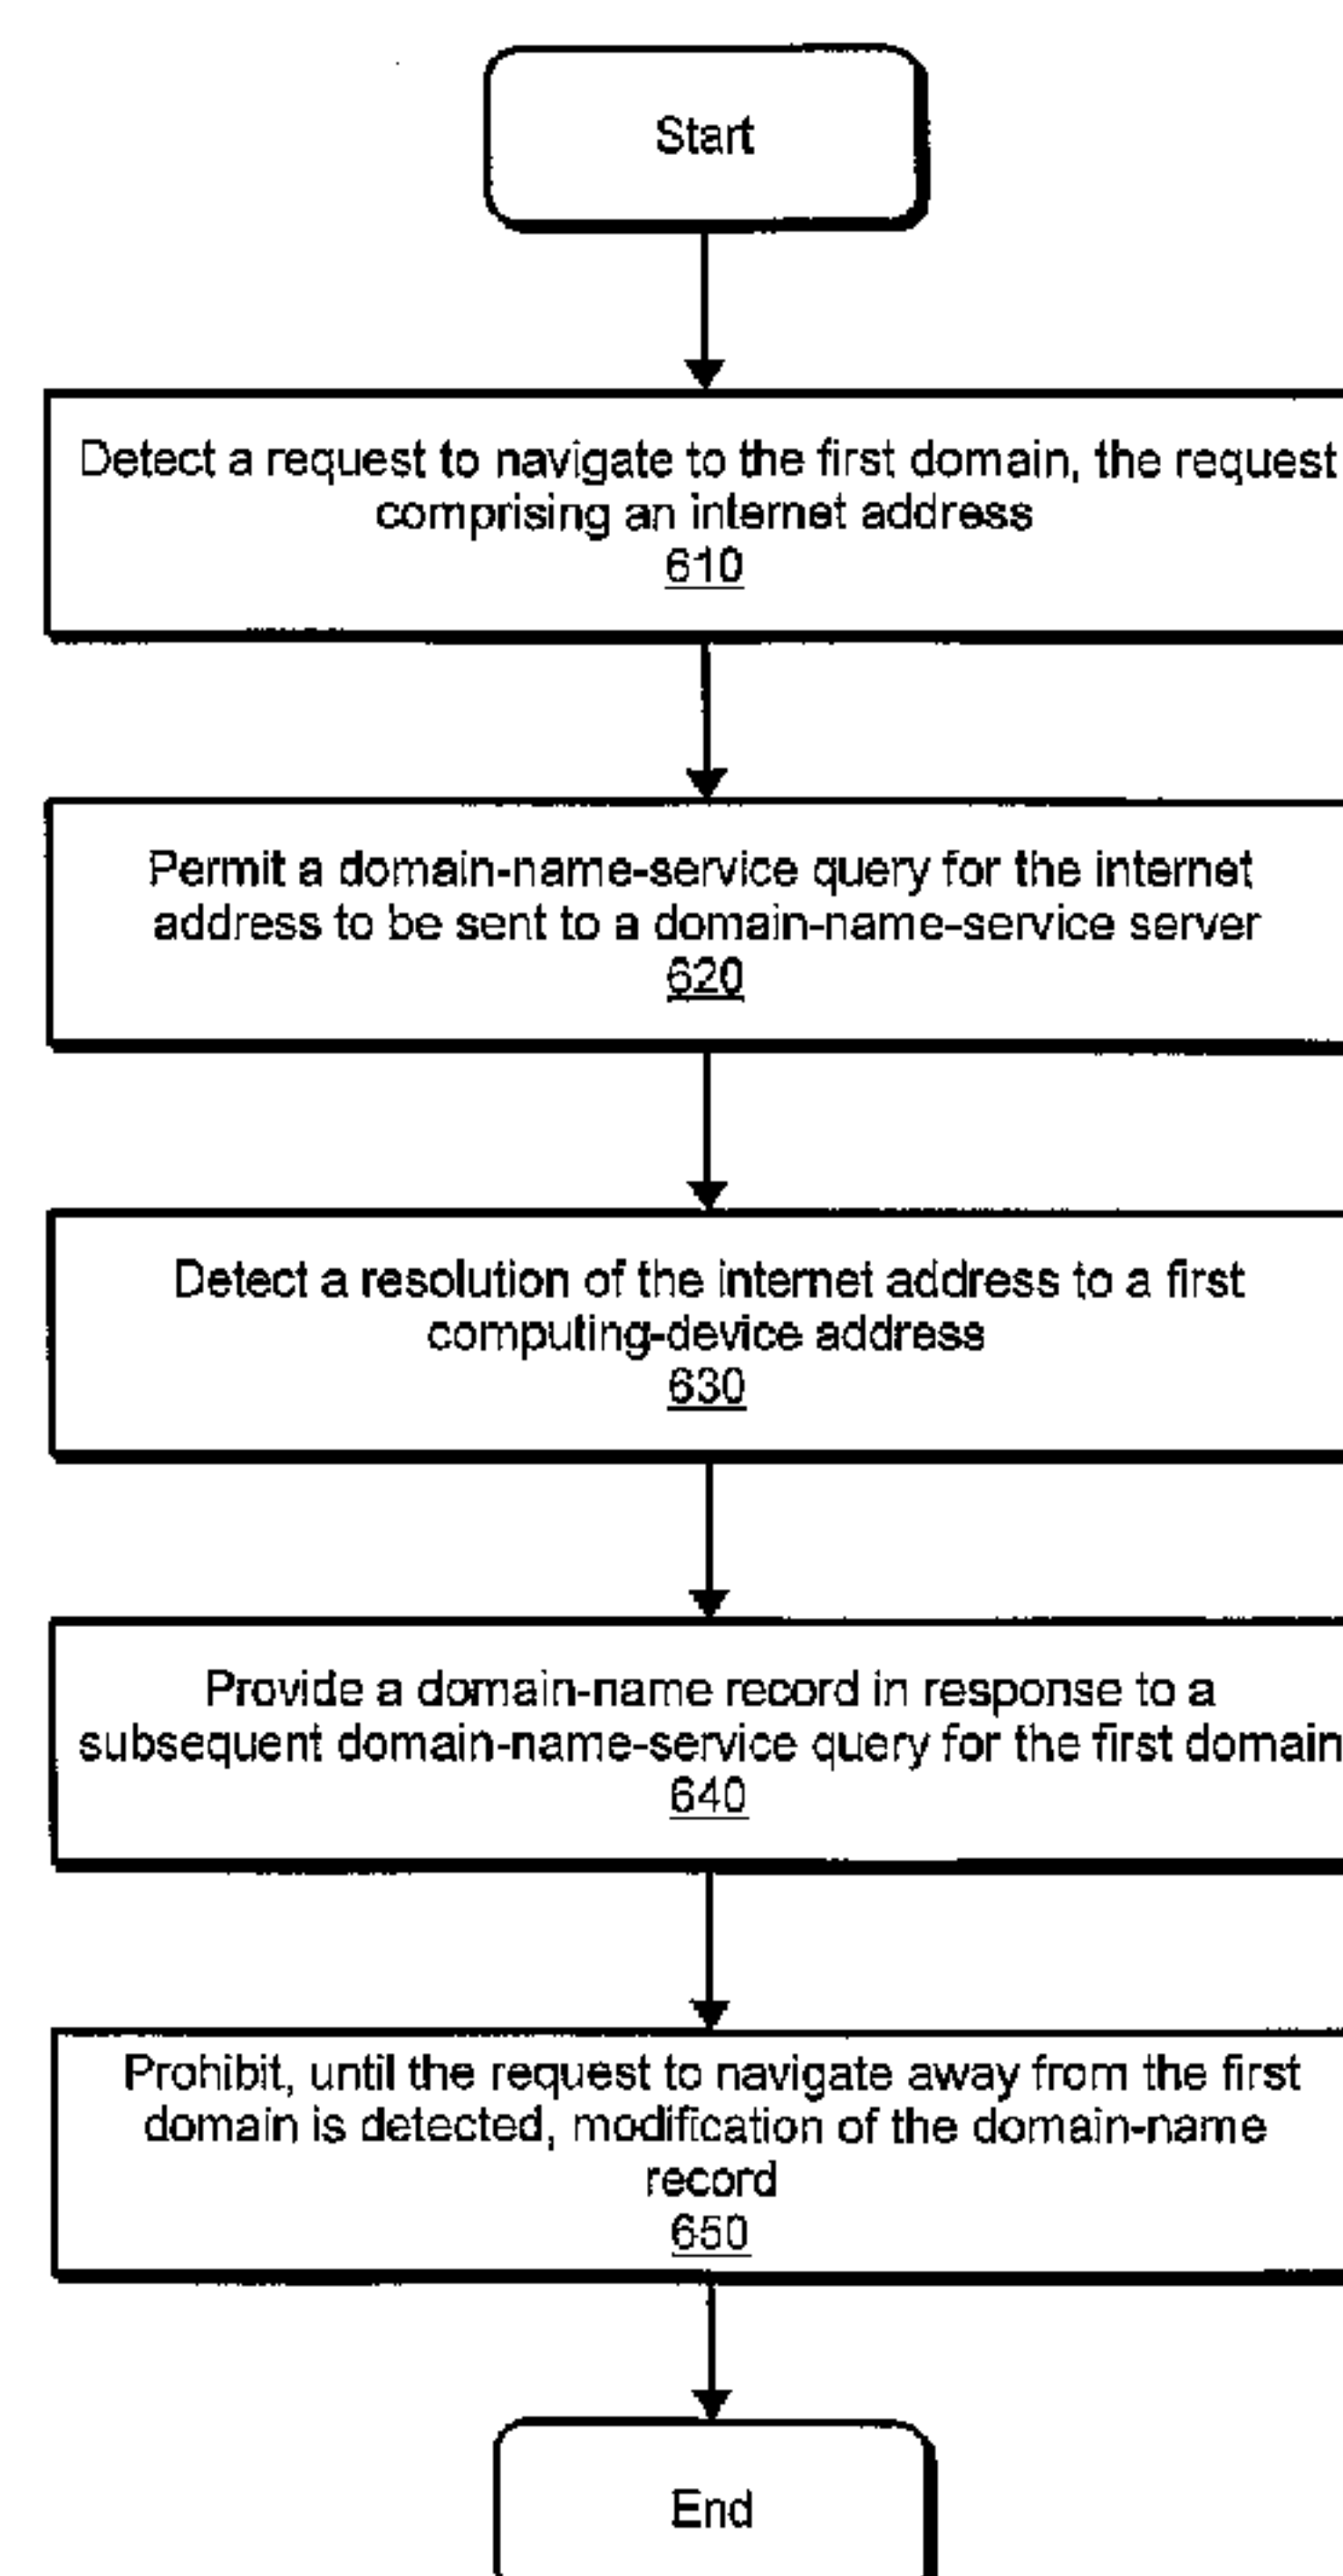 Start
Detect a request to navigate to the first domain, the request
comprising an internet address
610
Permit a domain-name-service query for the internet
address to be sent to a domain-name-service server
620
Detect a resolution of the internet address to a first
computing-device address
630
Provide a domain-name record in response to a
subsequent domain-name-service query for the first domain
640
Prohibit, until the request to navigate away from the first
domain is detected, modification of the domain-name
record
650
End